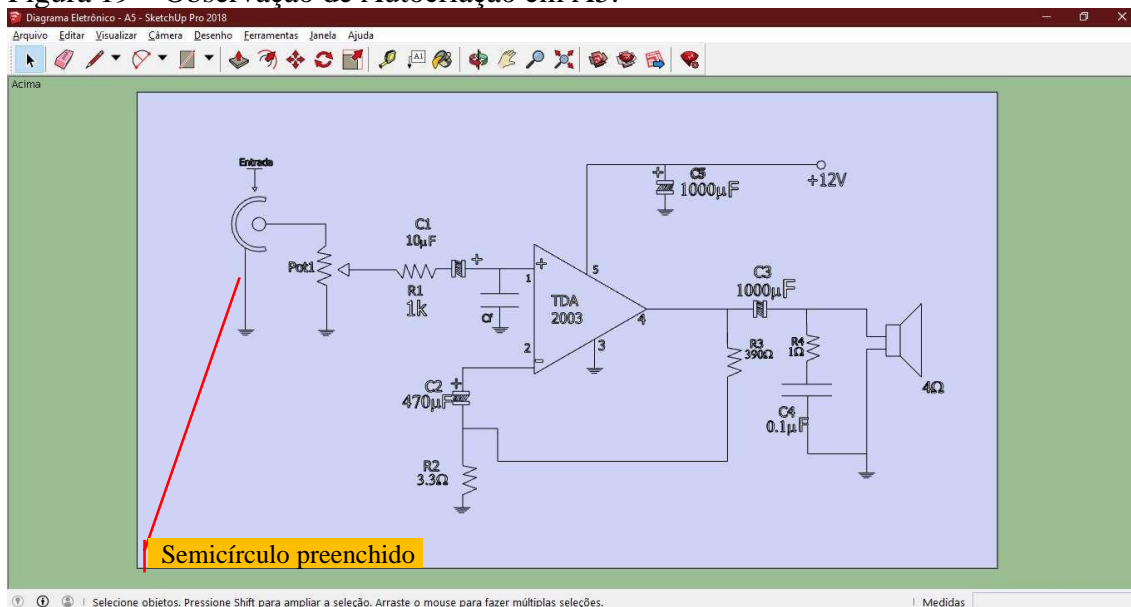 Figura 19 - Observação de Autocriação em A5.
Diagrama Eletrônico - A5 - SketchUp Pro 2018
Arquivo Editar Visualizar Câmera Desenho Ferramentas Janela Ajuda
A1
Acima
Entrada
C5
1000µF
+12V
C1
10µF
Pot1
R1
1k
Cf
1
TDA
2003
5
4
2
3
C3
1000µF
R3
390Ω
R4
1Ω
4Ω
C2
470µF
C4
0.1µF
R2
3.3Ω
Semicírculo preenchido
Selecione objetos. Pressione Shift para ampliar a seleção. Arraste o mouse para fazer múltiplas seleções.
Medidas